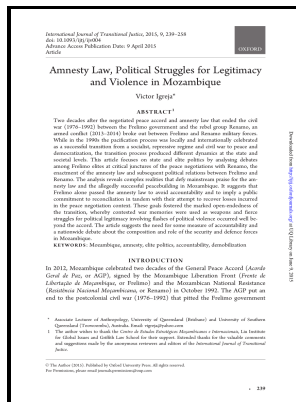 International Journal of Transitional Justice, 2015, 9, 239–258
doi: 10.1093/ijtj/ijv004
Advance Access Publication Date: 9 April 2015
Article
OXFORD
Amnesty Law, Political Struggles for Legitimacy
and Violence in Mozambique
Victor Igreja*
ABSTRACT¹
Two decades after the negotiated peace accord and amnesty law that ended the civil
war (1976–1992) between the Frelimo government and the rebel group Renamo, an
armed conflict (2013–2014) broke out between Frelimo and Renamo military forces.
While in the 1990s the pacification process was locally and internationally celebrated
as a successful transition from a socialist, repressive regime and civil war to peace and
democratization, the transition process produced different dynamics at the state and
societal levels. This article focuses on state and elite politics by analysing debates
among Frelimo elites at critical junctures of the peace negotiations with Renamo, the
enactment of the amnesty law and subsequent political relations between Frelimo and
Renamo. The analysis reveals complex realities that defy mainstream praise for the am-
nesty law and the allegedly successful peacebuilding in Mozambique. It suggests that
Frelimo alone passed the amnesty law to avoid accountability and to imply a public
commitment to reconciliation in tandem with their attempt to recover losses incurred
in the peace negotiation context. These goals fostered the marked open-endedness of
the transition, whereby contested war memories were used as weapons and fierce
struggles for political legitimacy involving flashes of political violence occurred well be-
yond the accord. The article suggests the need for some measure of accountability and
a nationwide debate about the composition and role of the security and defence forces
in Mozambique.
KEYWORDS: Mozambique, amnesty, elite politics, accountability, demobilization
INTRODUCTION
In 2012, Mozambique celebrated two decades of the General Peace Accord (Acordo
Geral de Paz, or AGP), signed by the Mozambique Liberation Front (Frente de
Libertação de Moçambique, or Frelimo) and the Mozambican National Resistance
(Resistência Nacional Moçambicana, or Renamo) in October 1992. The AGP put an
end to the postcolonial civil war (1976–1992) that pitted the Frelimo government
* Associate Lecturer of Anthropology, University of Queensland (Brisbane) and University of Southern
Queensland (Toowoomba), Australia. Email: vigreja@yahoo.com
1 The author wishes to thank the Centro de Estudos Estratégicos Moçambicanos e Internacionais, Liu Institute
for Global Issues and Griffith Law School for their support. Extended thanks for the valuable comments
and suggestions made by the anonymous reviewers and editors of the International Journal of Transitional
Justice.
© The Author (2015). Published by Oxford University Press. All rights reserved.
For Permissions, please email: journals.permissions@oup.com
• 239
Downloaded from http://ijtj.oxfordjournals.org/ at UQ Library on June 9, 2015